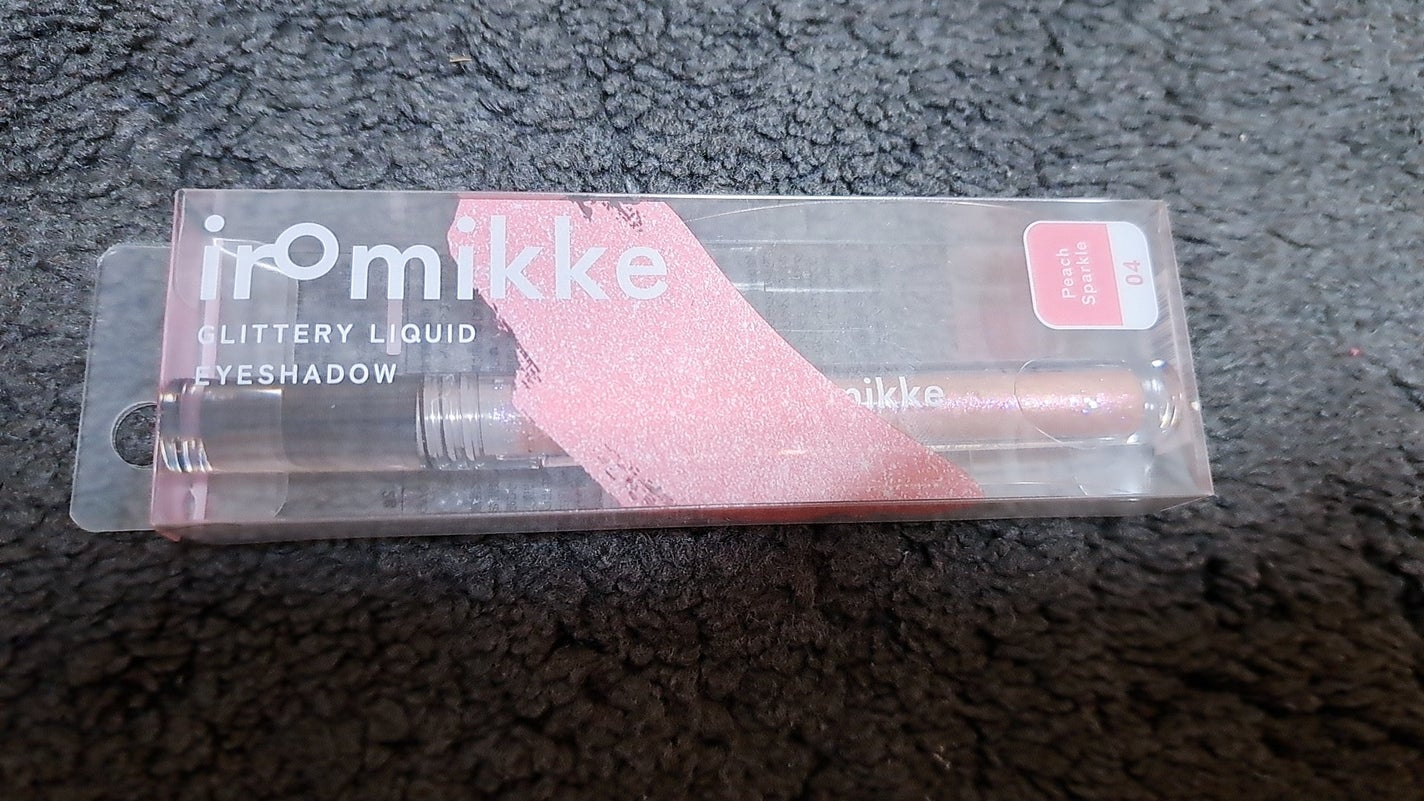 iromikke
GLITTERY LIQUID
EYESHADOW
mikke
Peach
Sparkle
04